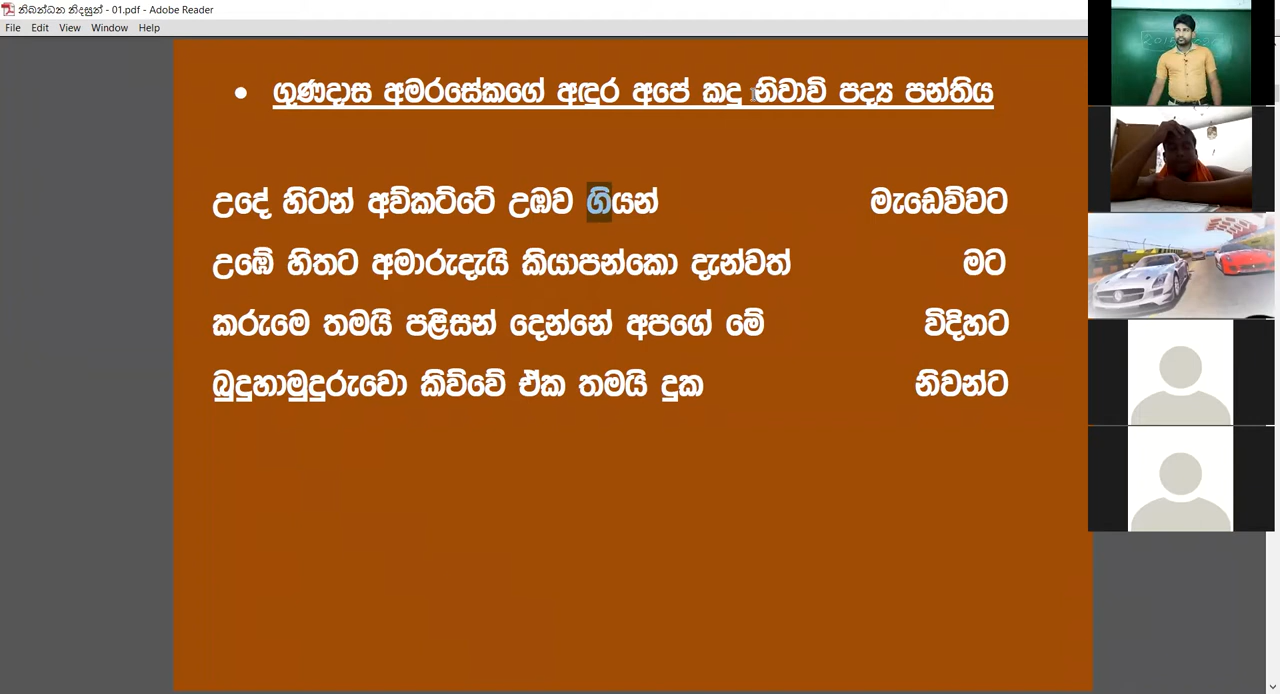 නිබන්ධන නිදසුන් - 01.pdf - Adobe Reader
File Edit View Window Help
• ගුණදාස අමරසේකගේ අඳුර අපේ කදු නිවාවි පද්‍ය පන්තිය
උදේ හිටන් අව්කට්ටේ උඹව ගියන් මැඩෙව්වට
උඹේ හිතට අමාරුදැයි කියාපන්කො දැන්වත් මට
කරුමෙ තමයි පළිසන් දෙන්නේ අපගේ මේ විදිහට
බුදුහාමුදුරුවො කිව්වේ ඒක තමයි දුක නිවන්ට